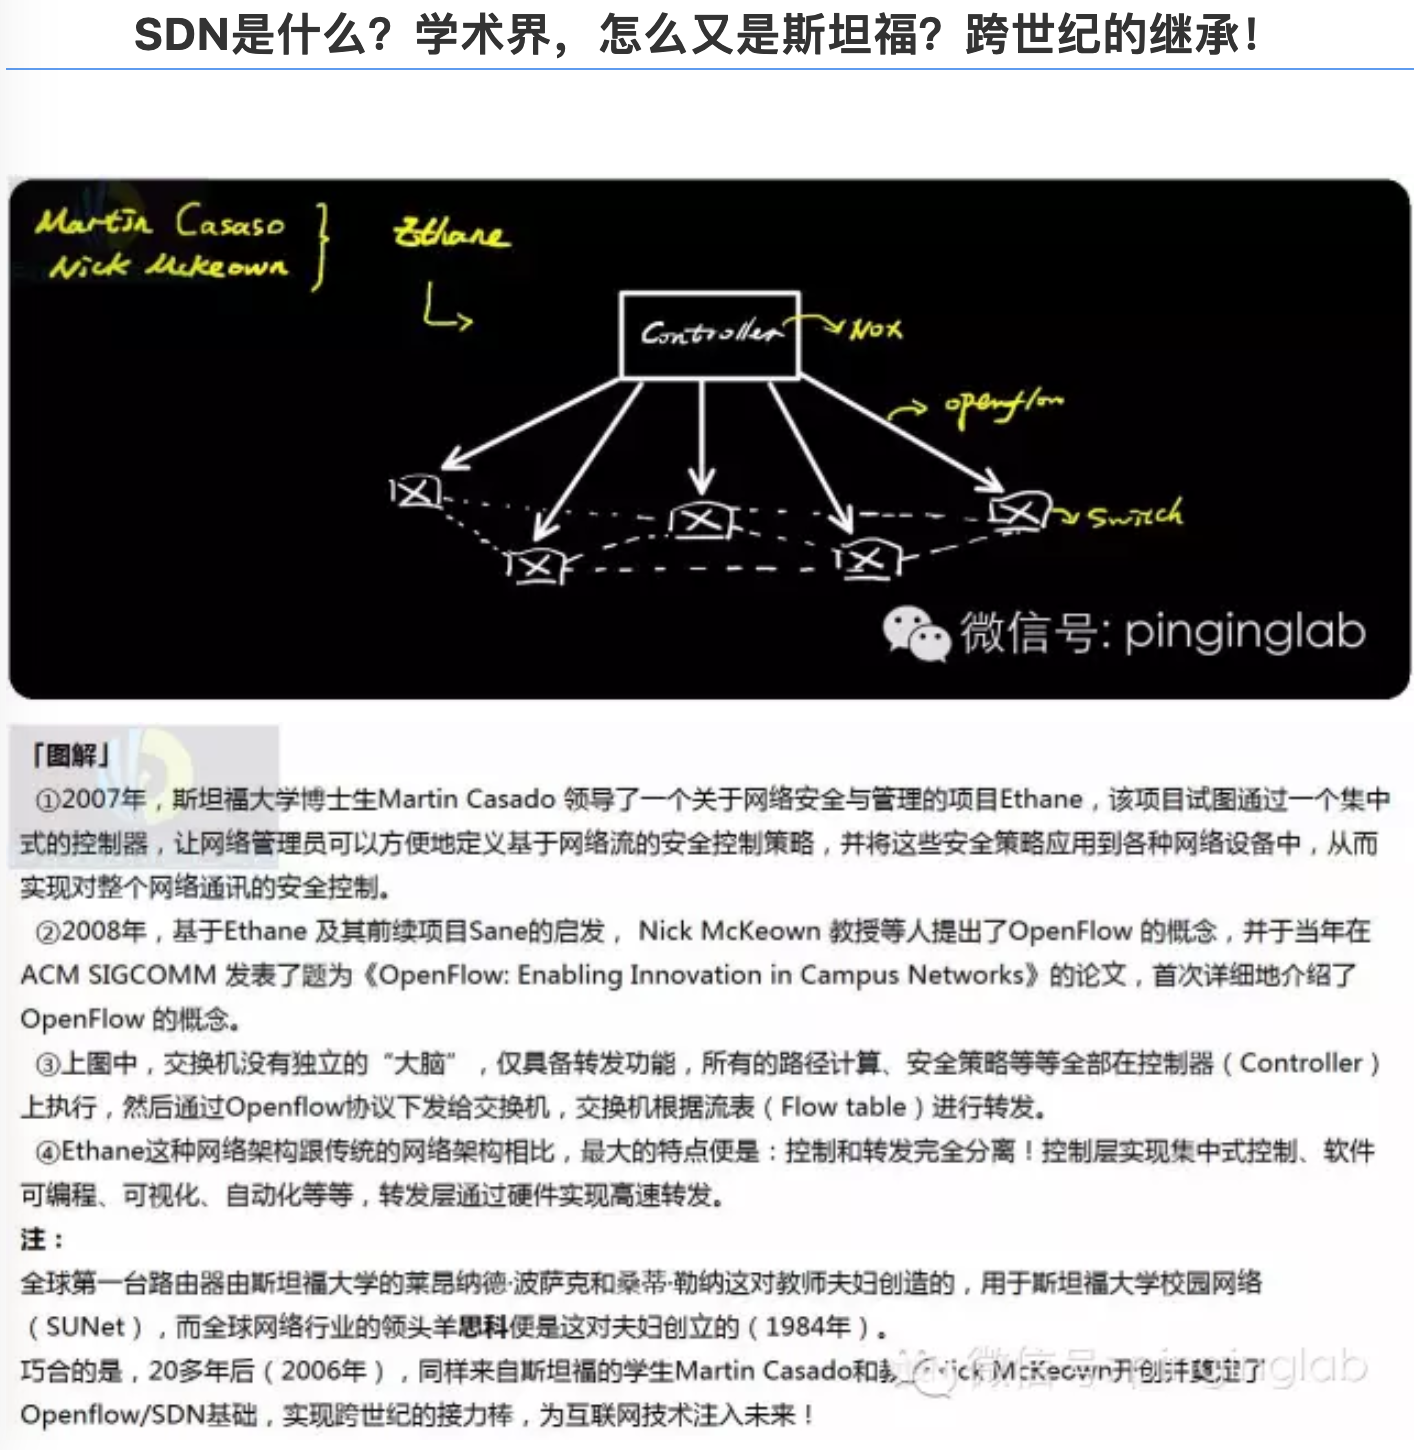 SDN是什么？学术界，怎么又是斯坦福？跨世纪的继承！
Martin Casaso
Nick Mckeown
Ethane
Controller
Nox
openflow
switch
微信号: pinginglab
「图解」
①2007年，斯坦福大学博士生Martin Casado 领导了一个关于网络安全与管理的项目Ethane，该项目试图通过一个集中
式的控制器，让网络管理员可以方便地定义基于网络流的安全控制策略，并将这些安全策略应用到各种网络设备中，从而
实现对整个网络通讯的安全控制。
②2008年，基于Ethane 及其前续项目Sane的启发， Nick McKeown 教授等人提出了OpenFlow 的概念，并于当年在
ACM SIGCOMM 发表了题为《OpenFlow: Enabling Innovation in Campus Networks》的论文，首次详细地介绍了
OpenFlow 的概念。
③上图中，交换机没有独立的“大脑”，仅具备转发功能，所有的路径计算、安全策略等等全部在控制器（Controller）
上执行，然后通过Openflow协议下发给交换机，交换机根据流表（Flow table）进行转发。
④Ethane这种网络架构跟传统的网络架构相比，最大的特点便是：控制和转发完全分离！控制层实现集中式控制、软件
可编程、可视化、自动化等等，转发层通过硬件实现高速转发。
注：
全球第一台路由器由斯坦福大学的莱昂纳德·波萨克和桑蒂·勒纳这对教师夫妇创造的，用于斯坦福大学校园网络
（SUNet），而全球网络行业的领头羊思科便是这对夫妇创立的（1984年）。
巧合的是，20多年后（2006年），同样来自斯坦福的学生Martin Casado和教 Nick McKeown开创并奠定了
Openflow/SDN基础，实现跨世纪的接力棒，为互联网技术注入未来！
微信号: pinginglab